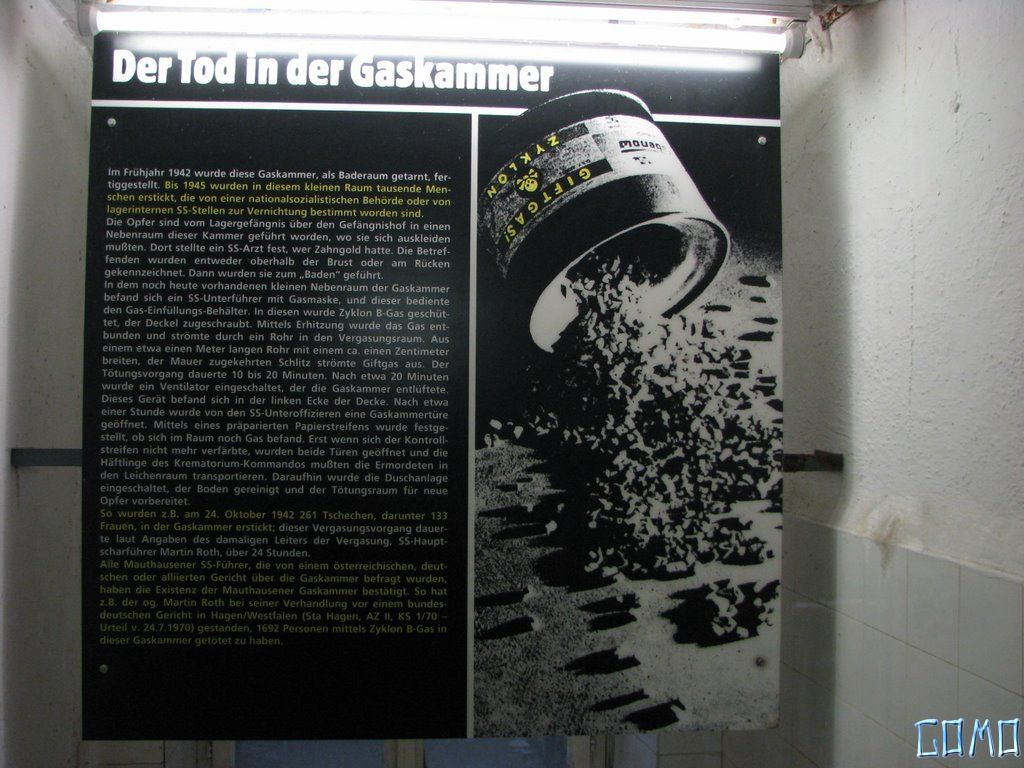 Der Tod in der Gaskammer
Im Frühjahr 1942 wurde diese Gaskammer, als Baderaum getarnt, fer-
tiggestellt. Bis 1945 wurden in diesem kleinen Raum tausende Men-
schen erstickt, die von einer nationalsozialistischen Behörde oder von
lagerinternen SS-Stellen zur Vernichtung bestimmt worden sind.
Die Opfer sind vom Lagergefängnis über den Gefängnishof in einen
Nebenraum dieser Kammer geführt worden, wo sie sich auskleiden
mußten. Dort stellte ein SS-Arzt fest, wer Zahngold hatte. Die Betref-
fenden wurden entweder oberhalb der Brust oder am Rücken
gekennzeichnet. Dann wurden sie zum „Baden" geführt.
In dem noch heute vorhandenen kleinen Nebenraum der Gaskammer
befand sich ein SS-Unterführer mit Gasmaske, und dieser bediente
den Gas-Einfüllungs-Behälter. In diesen wurde Zyklon B-Gas geschüt-
tet, der Deckel zugeschraubt. Mittels Erhitzung wurde das Gas ent-
bunden und strömte durch ein Rohr in den Vergasungsraum. Aus
einem etwa einen Meter langen Rohr mit einem ca. einen Zentimeter
breiten, der Mauer zugekehrten Schlitz strömte Giftgas aus. Der
Tötungsvorgang dauerte 10 bis 20 Minuten. Nach etwa 20 Minuten
wurde ein Ventilator eingeschaltet, der die Gaskammer entlüftete.
Dieses Gerät befand sich in der linken Ecke der Decke. Nach etwa
einer Stunde wurde von den SS-Unteroffizieren eine Gaskammertüre
geöffnet. Mittels eines präparierten Papierstreifens wurde festge-
stellt, ob sich im Raum noch Gas befand. Erst wenn sich der Kontroll-
streifen nicht mehr verfärbte, wurden beide Türen geöffnet und die
Häftlinge des Krematorium-Kommandos mußten die Ermordeten in
den Leichenraum transportieren. Daraufhin wurde die Duschanlage
eingeschaltet, der Boden gereinigt und der Tötungsraum für neue
Opfer vorbereitet.
So wurden z.B. am 24. Oktober 1942 261 Tschechen, darunter 133
Frauen, in der Gaskammer erstickt; dieser Vergasungsvorgang dauer-
te laut Angaben des damaligen Leiters der Vergasung, SS-Haupt-
scharführer Martin Roth, über 24 Stunden.
Alle Mauthausener SS-Führer, die von einem österreichischen, deut-
schen oder alliierten Gericht über die Gaskammer befragt wurden,
haben die Existenz der Mauthausener Gaskammer bestätigt. So hat
z.B. der og. Martin Roth bei seiner Verhandlung vor einem bundes-
deutschen Gericht in Hagen/Westfalen (Sta Hagen, AZ II, KS 1/70 –
Urteil v. 24.7.1970) gestanden, 1692 Personen mittels Zyklon B-Gas in
dieser Gaskammer getötet zu haben.
GIFTGAS!
ZYKLON
GOMO